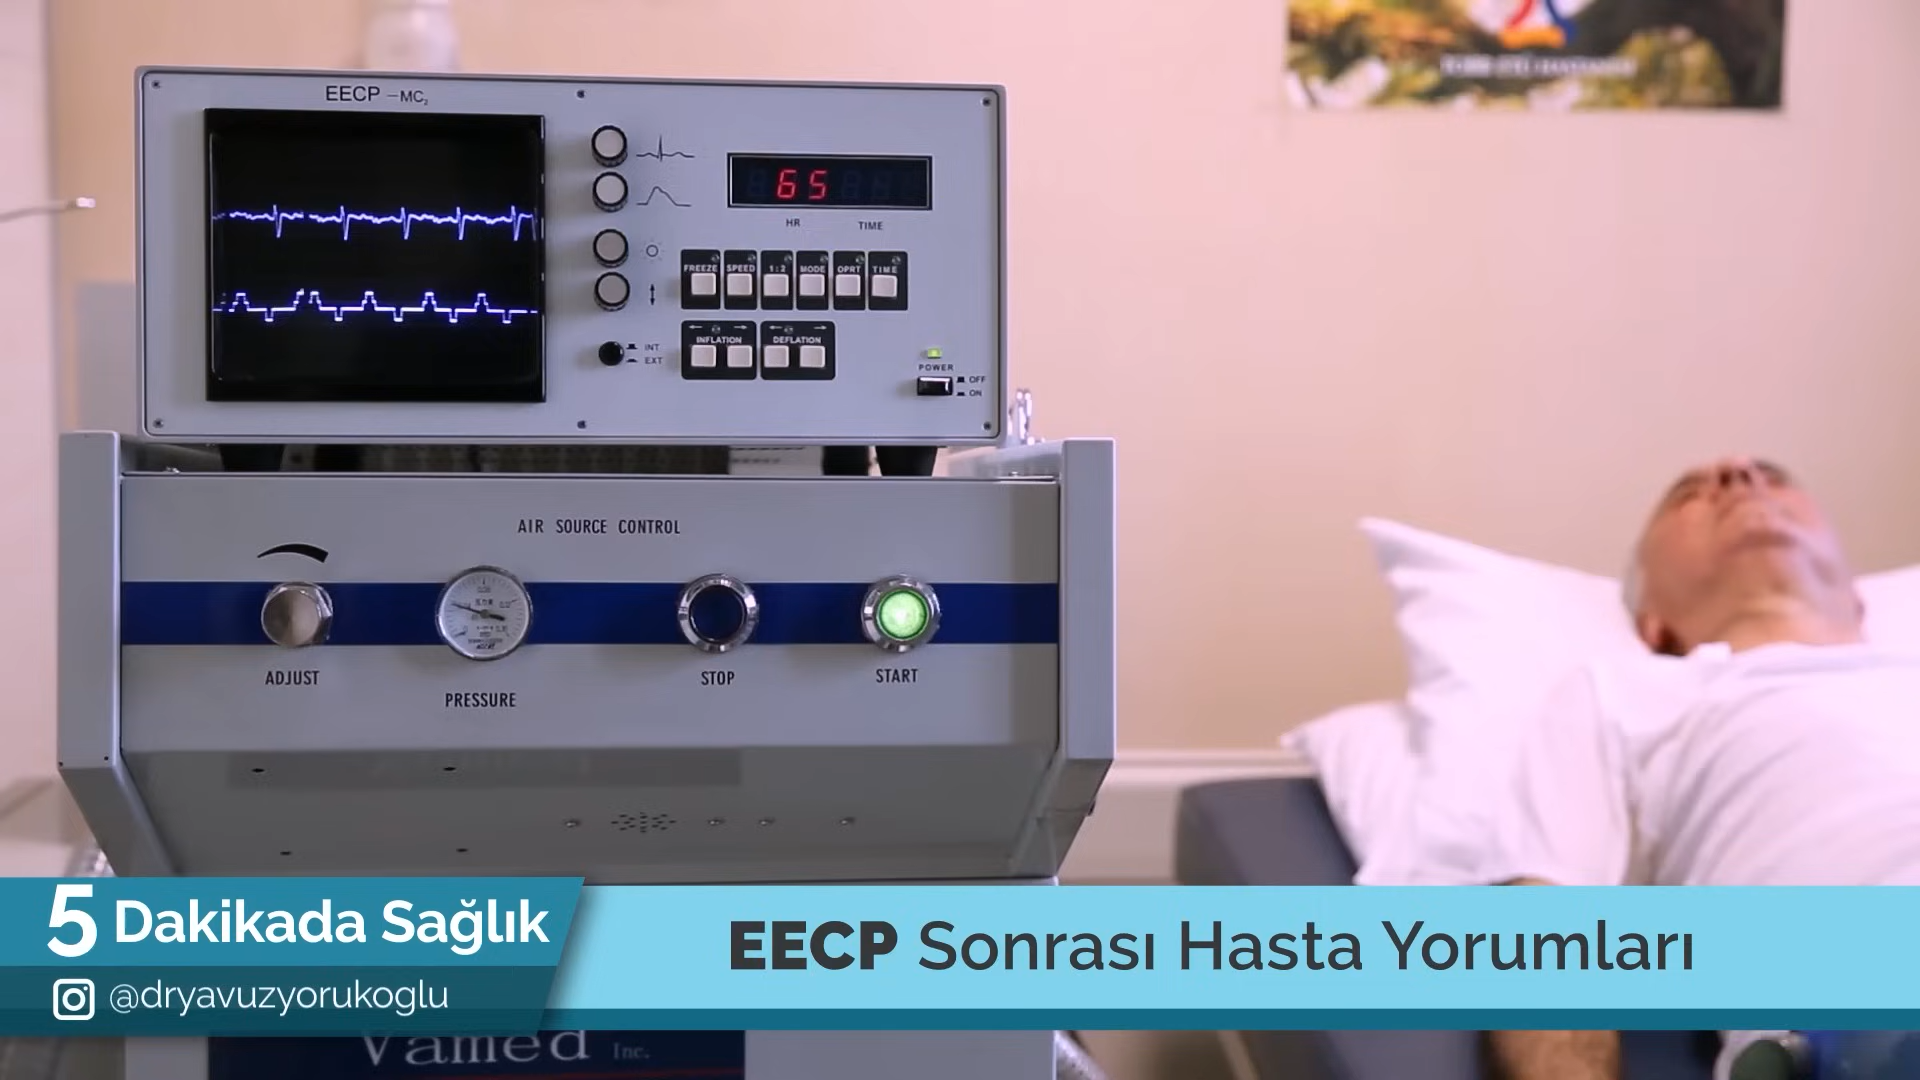 EECP –MC2
65
HR
TIME
FREEZE SPEED 1:2 MODE OPRT TIME
INFLATION DEFLATION
INT
EXT
POWER
OFF
ON
AIR SOURCE CONTROL
ADJUST
PRESSURE
STOP
START
5 Dakikada Sağlık
@dryavuzyorukoglu
EECP Sonrası Hasta Yorumları
Vamed Inc.